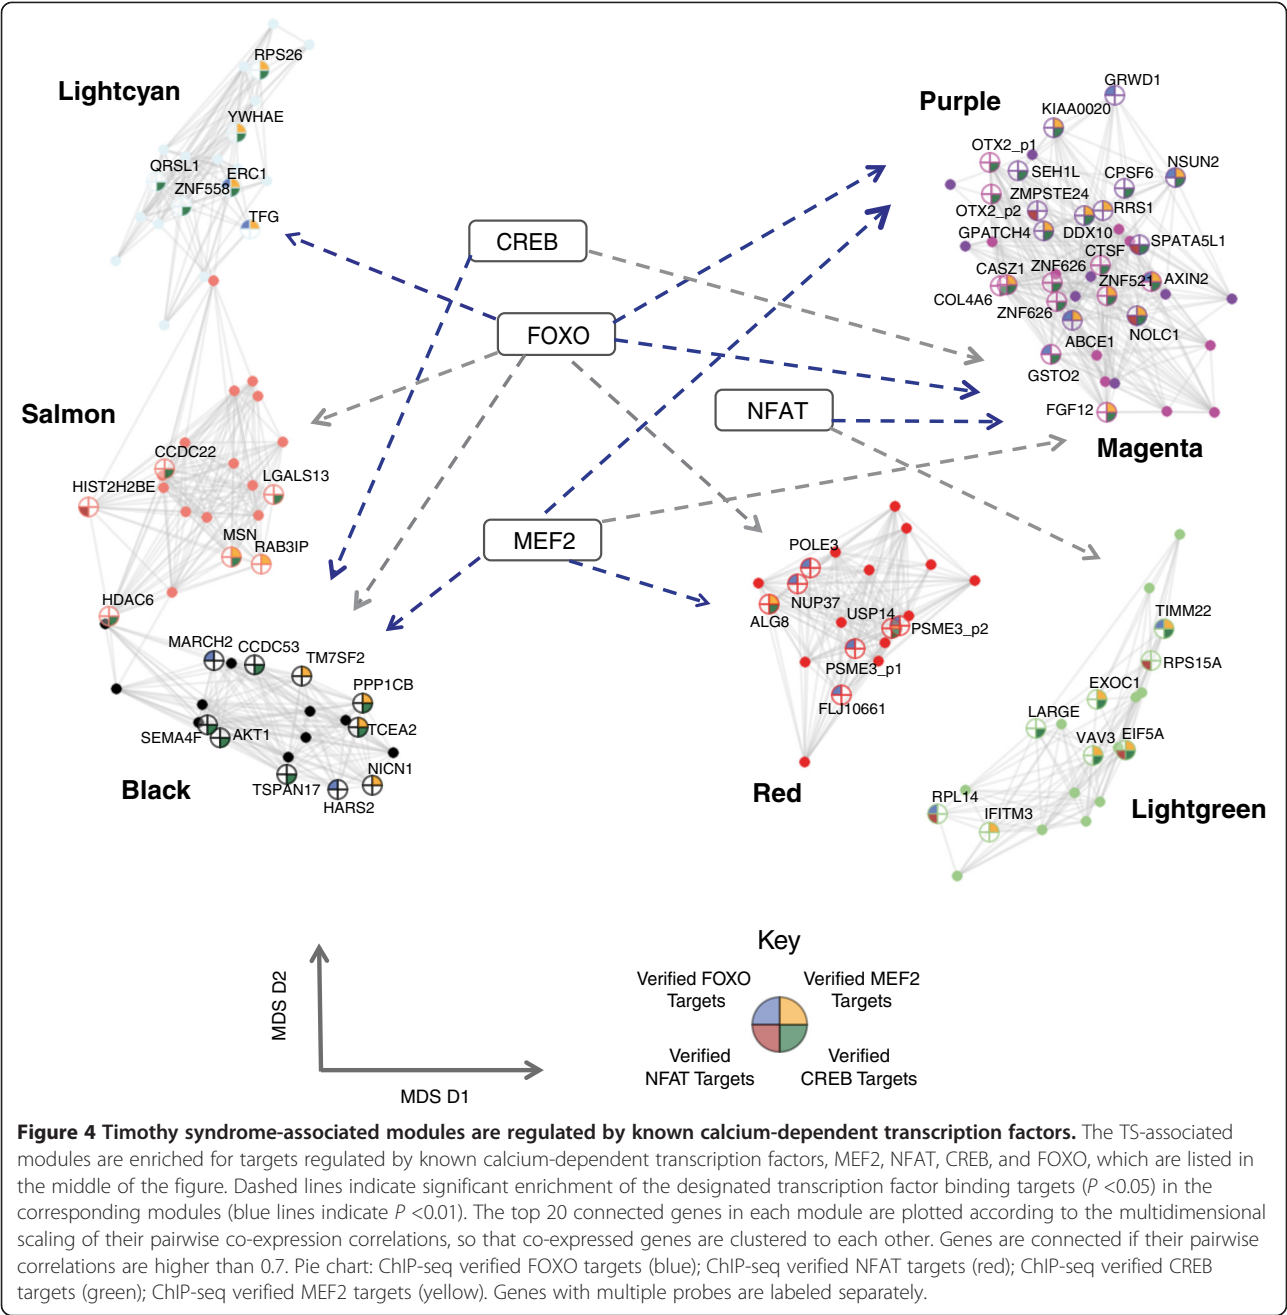 Lightcyan
RPS26
YWHAE
QRSL1
ERC1
ZNF558
TFG
Purple
GRWD1
KIAA0020
OTX2_p1
SEH1L
CPSF6
NSUN2
ZMPSTE24
OTX2_p2
RRS1
GPATCH4
DDX10
SPATA5L1
CTSF
CASZ1
ZNF626
ZNF521
AXIN2
COL4A6
ZNF626
NOLC1
ABCE1
GSTO2
FGF12
Magenta
CREB
FOXO
NFAT
MEF2
Salmon
CCDC22
HIST2H2BE
LGALS13
MSN
RAB3IP
HDAC6
MARCH2
CCDC53
TM7SF2
PPP1CB
TCEA2
SEMA4F
AKT1
NICN1
TSPAN17
HARS2
Black
POLE3
NUP37
ALG8
USP14
PSME3_p2
PSME3_p1
FLJ10661
Red
TIMM22
RPS15A
EXOC1
LARGE
VAV3
EIF5A
RPL14
IFITM3
Lightgreen
MDS D2
MDS D1
Key
Verified FOXO
Targets
Verified MEF2
Targets
Verified
NFAT Targets
Verified
CREB Targets
Figure 4 Timothy syndrome-associated modules are regulated by known calcium-dependent transcription factors. The TS-associated
modules are enriched for targets regulated by known calcium-dependent transcription factors, MEF2, NFAT, CREB, and FOXO, which are listed in
the middle of the figure. Dashed lines indicate significant enrichment of the designated transcription factor binding targets (P <0.05) in the
corresponding modules (blue lines indicate P <0.01). The top 20 connected genes in each module are plotted according to the multidimensional
scaling of their pairwise co-expression correlations, so that co-expressed genes are clustered to each other. Genes are connected if their pairwise
correlations are higher than 0.7. Pie chart: ChIP-seq verified FOXO targets (blue); ChIP-seq verified NFAT targets (red); ChIP-seq verified CREB
targets (green); ChIP-seq verified MEF2 targets (yellow). Genes with multiple probes are labeled separately.